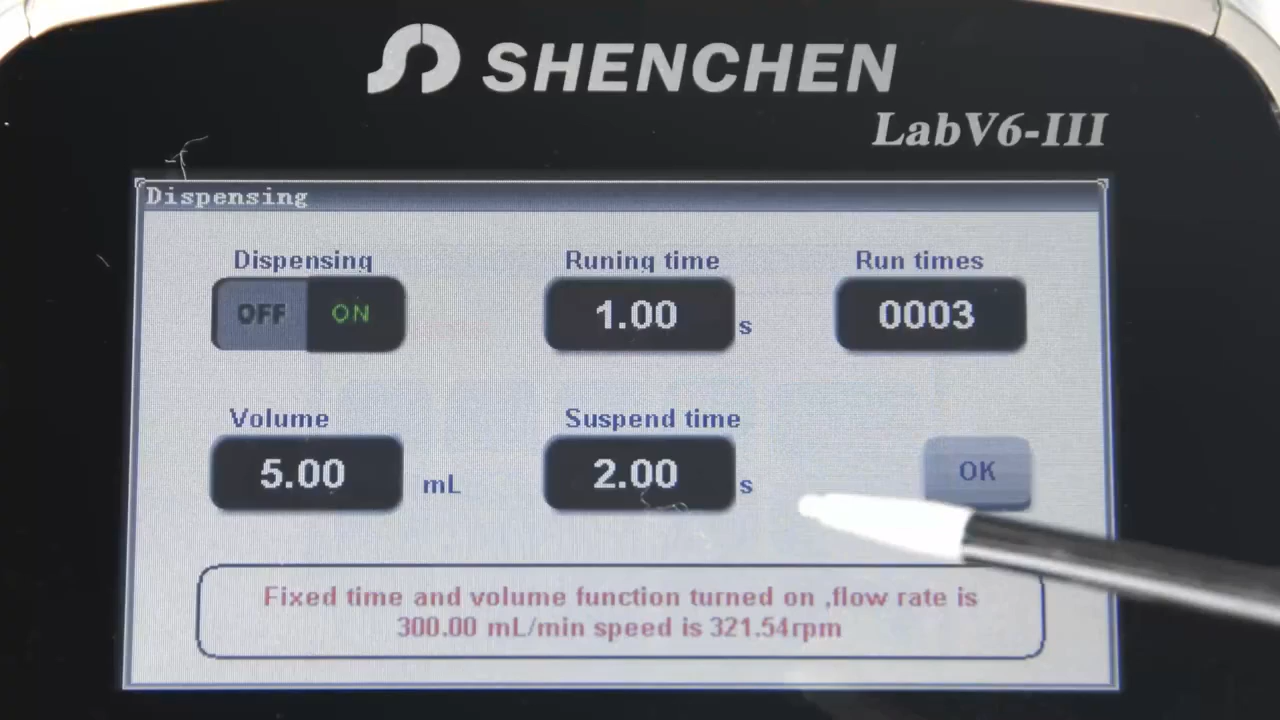 SHENCHEN
LabV6-III
Dispensing
Dispensing
OFF ON
Runing time
1.00 s
Run times
0003
Volume
5.00 mL
Suspend time
2.00 s
OK
Fixed time and volume function turned on ,flow rate is
300.00 mL/min speed is 321.54rpm